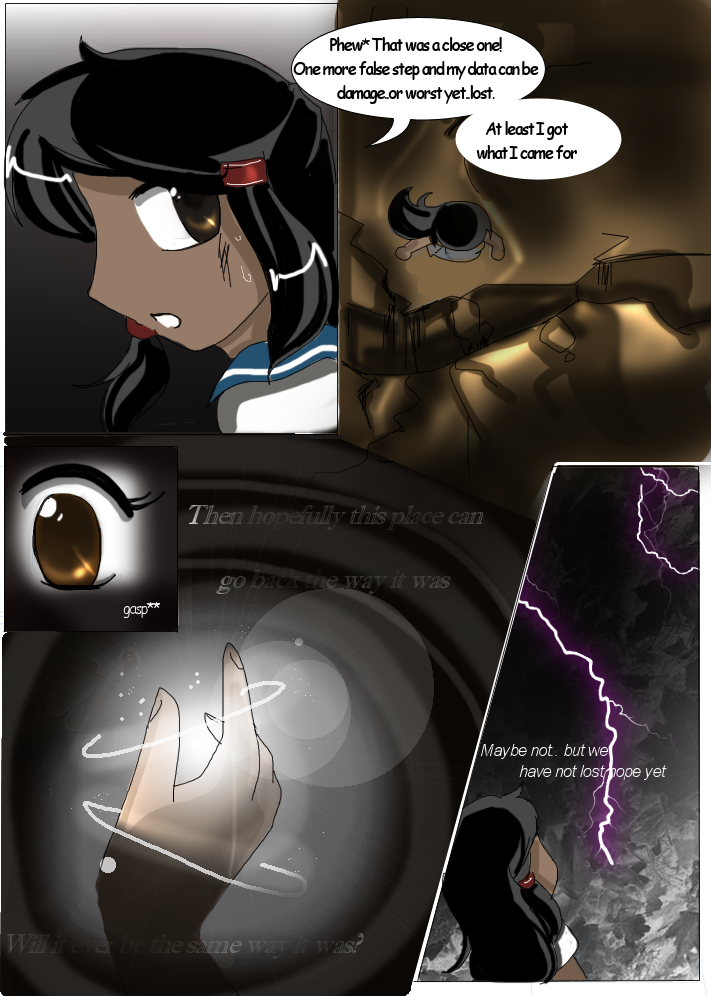 Phew* That was a close one!
One more false step and my data can be
damage..or worst yet..lost.
At least I got
what I came for
gasp**
Then hopefully this place can
go back the way it was
Maybe not.. but we
have not lost hope yet
Will it ever be the same way it was?